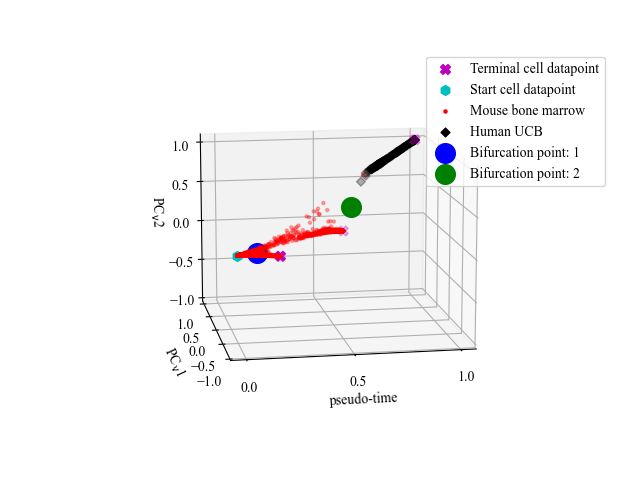 Terminal cell datapoint
Start cell datapoint
Mouse bone marrow
Human UCB
Bifurcation point: 1
Bifurcation point: 2
1.0
0.5
0.0
−0.5
−1.0
PCv2
1.0
0.5
0.0
−0.5
−1.0
PCv1
0.0
0.5
1.0
pseudo-time